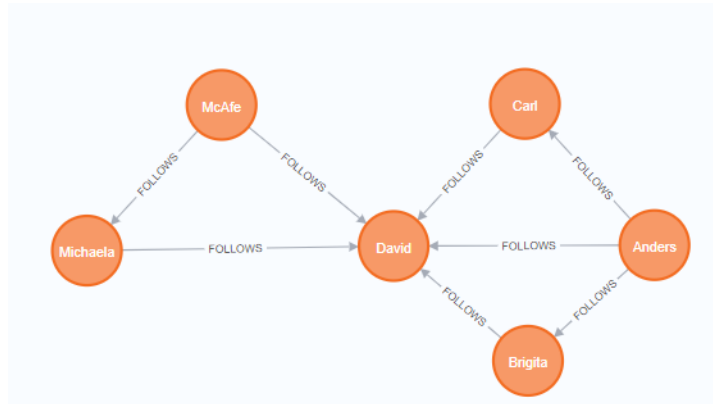 McAfe
Carl
FOLLOWS
FOLLOWS
FOLLOWS
FOLLOWS
Michaela
FOLLOWS
David
FOLLOWS
Anders
FOLLOWS
FOLLOWS
Brigita